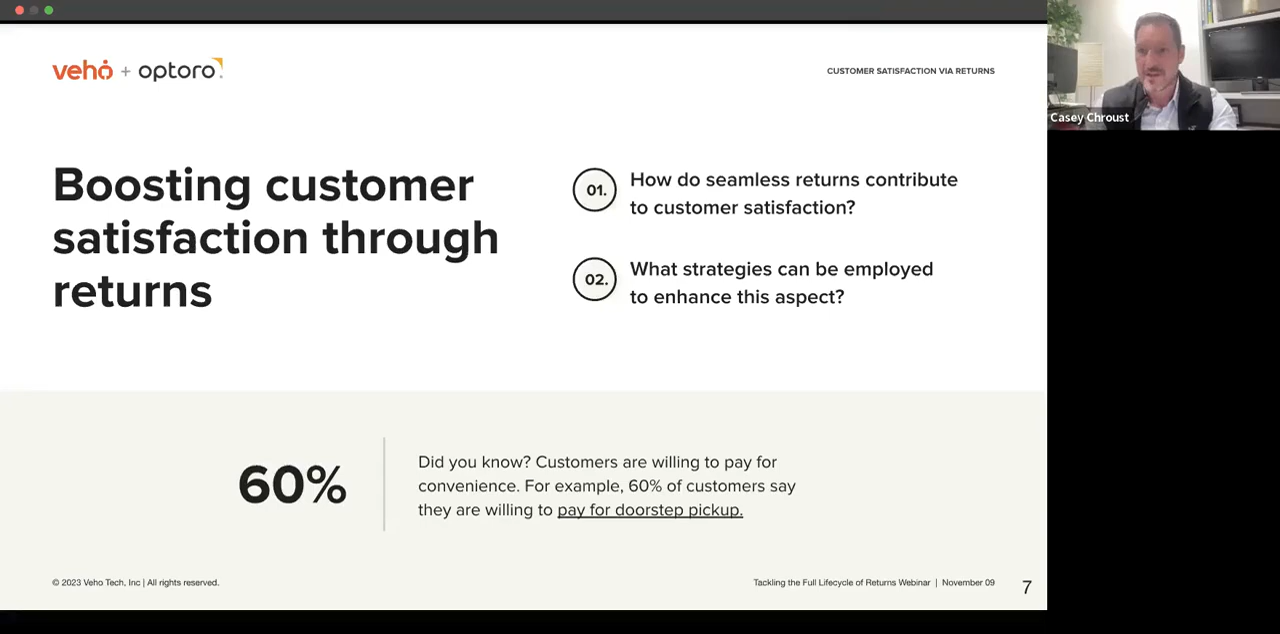 vehó + optoro
CUSTOMER SATISFACTION VIA RETURNS
Boosting customer
satisfaction through
returns
01.
How do seamless returns contribute
to customer satisfaction?
02.
What strategies can be employed
to enhance this aspect?
60%
Did you know? Customers are willing to pay for
convenience. For example, 60% of customers say
they are willing to pay for doorstep pickup.
© 2023 Veho Tech, Inc | All rights reserved.
Tackling the Full Lifecycle of Returns Webinar | November 09
7
Casey Chroust